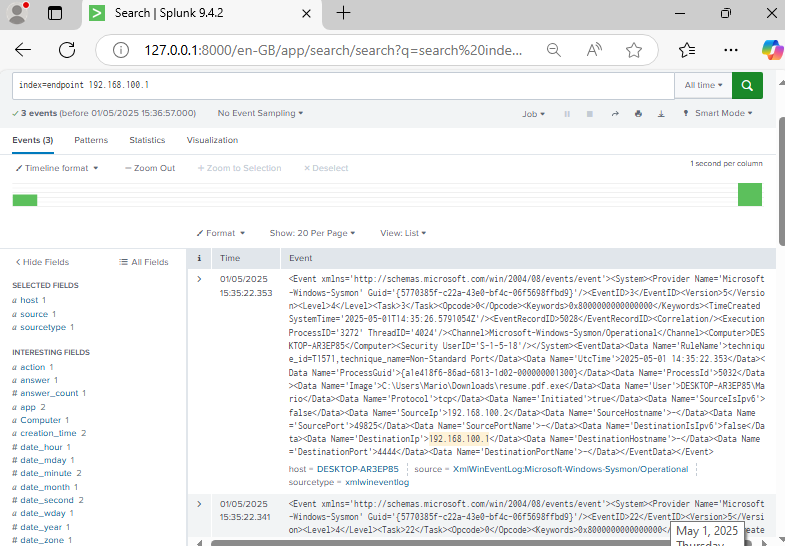 Search | Splunk 9.4.2
127.0.0.1:8000/en-GB/app/search/search?q=search%20inde...
index=endpoint 192.168.100.1
All time
3 events (before 01/05/2025 15:36:57.000)
No Event Sampling
Job
Smart Mode
Events (3)
Patterns
Statistics
Visualization
Timeline format
— Zoom Out
+ Zoom to Selection
× Deselect
1 second per column
Format
Show: 20 Per Page
View: List
< Hide Fields
All Fields
SELECTED FIELDS
a host 1
a source 1
a sourcetype 1
INTERESTING FIELDS
a action 1
a answer 1
# answer_count 1
a app 2
a Computer 1
a creation_time 2
# date_hour 1
# date_mday 1
# date_minute 2
a date_month 1
# date_second 2
a date_wday 1
# date_year 1
# date_zone 1
i
Time
Event
01/05/2025
15:35:22.353
<Event xmlns='http://schemas.microsoft.com/win/2004/08/events/event'><System><Provider Name='Microsoft
-Windows-Sysmon' Guid='{5770385f-c22a-43e0-bf4c-06f5698ffbd9}'/><EventID>3</EventID><Version>5</Versi
on><Level>4</Level><Task>3</Task><Opcode>0</Opcode><Keywords>0x8000000000000000</Keywords><TimeCreated
SystemTime='2025-05-01T14:35:26.5791054Z'/><EventRecordID>5028</EventRecordID><Correlation/><Execution
ProcessID='3272' ThreadID='4024'/><Channel>Microsoft-Windows-Sysmon/Operational</Channel><Computer>DES
KTOP-AR3EP85</Computer><Security UserID='S-1-5-18'/></System><EventData><Data Name='RuleName'>techniqu
e_id=T1571,technique_name=Non-Standard Port</Data><Data Name='UtcTime'>2025-05-01 14:35:22.353</Data><
Data Name='ProcessGuid'>{a1e418f6-86ad-6813-1d02-000000001300}</Data><Data Name='ProcessId'>5032</Data
><Data Name='Image'>C:\Users\Mario\Downloads\resume.pdf.exe</Data><Data Name='User'>DESKTOP-AR3EP85\Ma
rio</Data><Data Name='Protocol'>tcp</Data><Data Name='Initiated'>true</Data><Data Name='SourceIsIpv6'>
false</Data><Data Name='SourceIp'>192.168.100.2</Data><Data Name='SourceHostname'>-</Data><Data Name
='SourcePort'>49825</Data><Data Name='SourcePortName'>-</Data><Data Name='DestinationIsIpv6'>false</Da
ta><Data Name='DestinationIp'>192.168.100.1</Data><Data Name='DestinationHostname'>-</Data><Data Name
='DestinationPort'>4444</Data><Data Name='DestinationPortName'>-</Data></EventData></Event>
host = DESKTOP-AR3EP85
source = XmlWinEventLog:Microsoft-Windows-Sysmon/Operational
sourcetype = xmlwineventlog
01/05/2025
15:35:22.341
<Event xmlns='http://schemas.microsoft.com/win/2004/08/events/event'><System><Provider Name='Microsoft
-Windows-Sysmon' Guid='{5770385f-c22a-43e0-bf4c-06f5698ffbd9}'/><EventID>22</EventID><Version>5</Versi
on><Level>4</Level><Task>22</Task><Opcode>0</Opcode><Keywords>0x8000000000000000
May 1, 2025
Thursday